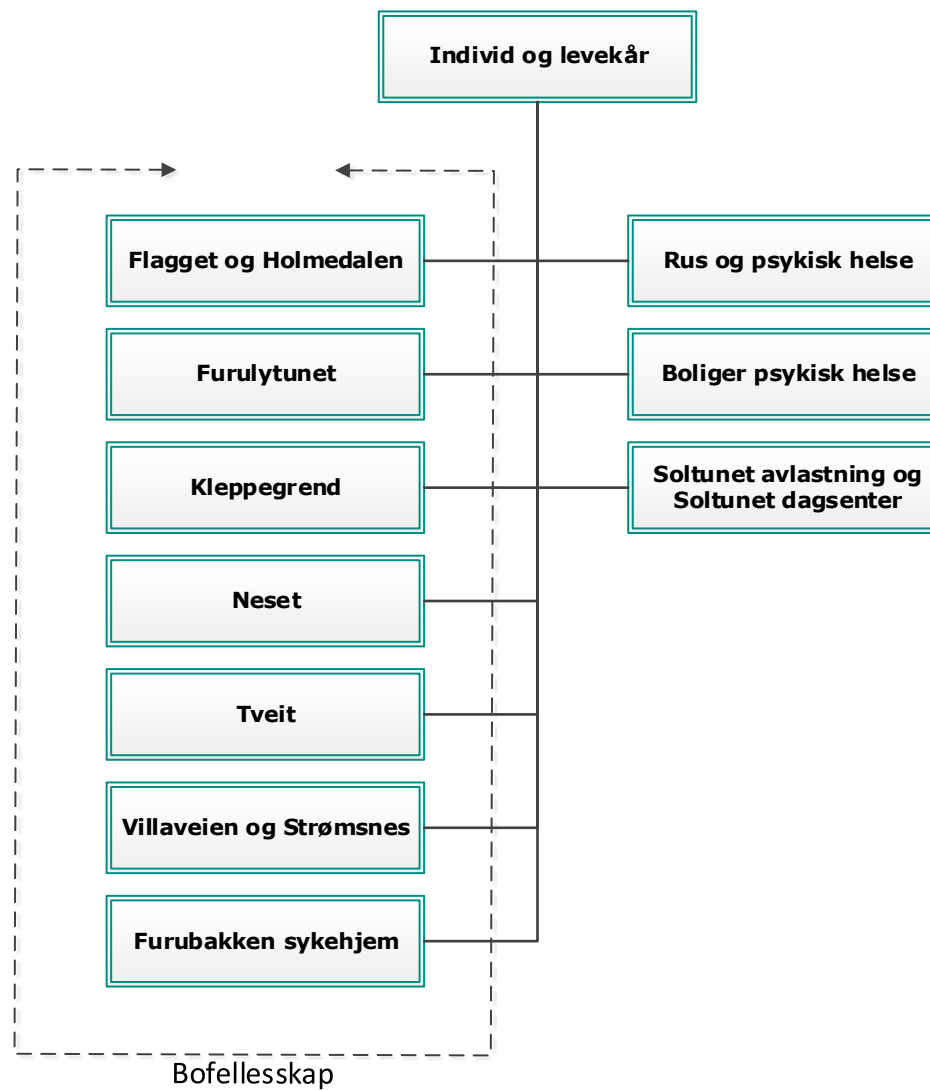 Individ og levekår
Flagget og Holmedalen
Rus og psykisk helse
Furulytunet
Boliger psykisk helse
Kleppegrend
Soltunet avlastning og
Soltunet dagsenter
Neset
Tveit
Villaveien og Strømsnes
Furubakken sykehjem
Bofellesskap